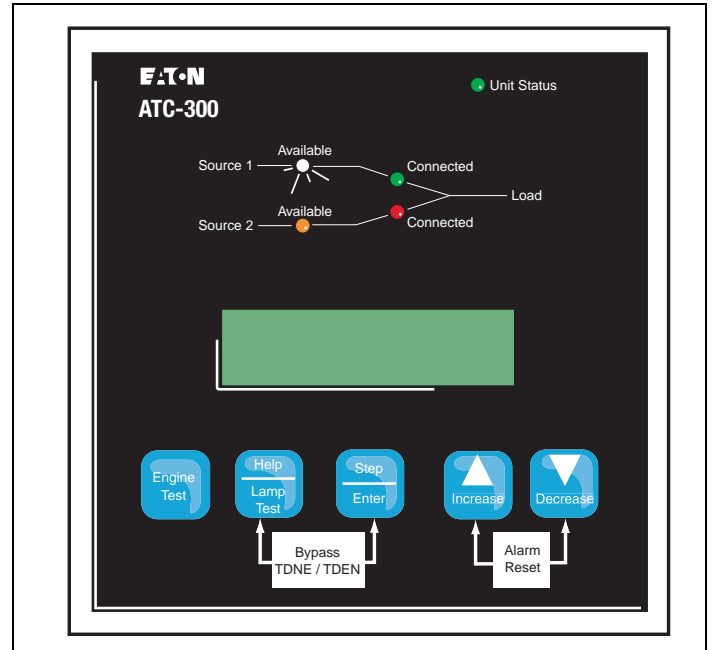 EATON
ATC-300
Unit Status
Available
Source 1
Connected
Load
Available
Source 2
Connected
Engine
Test
Help
Lamp
Test
Step
Enter
Increase
Decrease
Bypass
TDNE / TDEN
Alarm
Reset